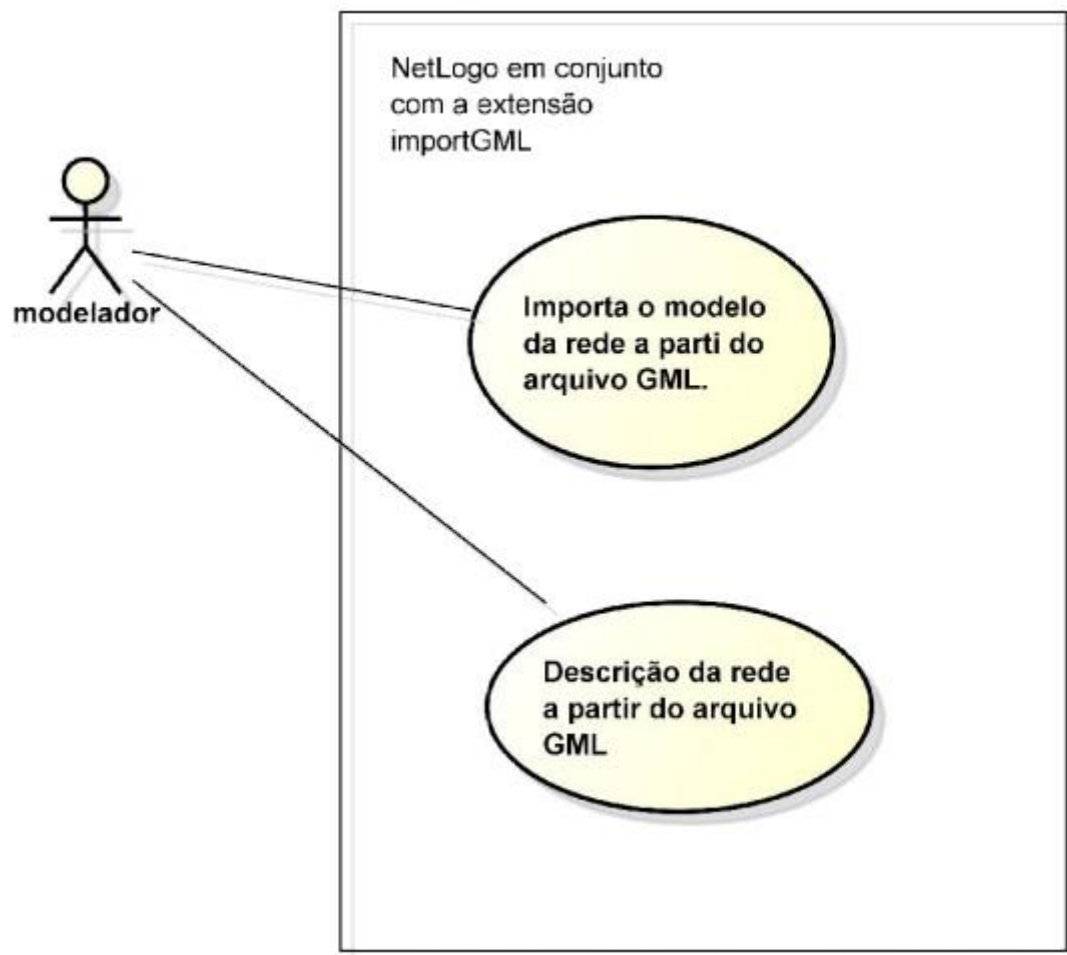 NetLogo em conjunto
com a extensão
importGML
modelador
Importa o modelo
da rede a parti do
arquivo GML.
Descrição da rede
a partir do arquivo
GML